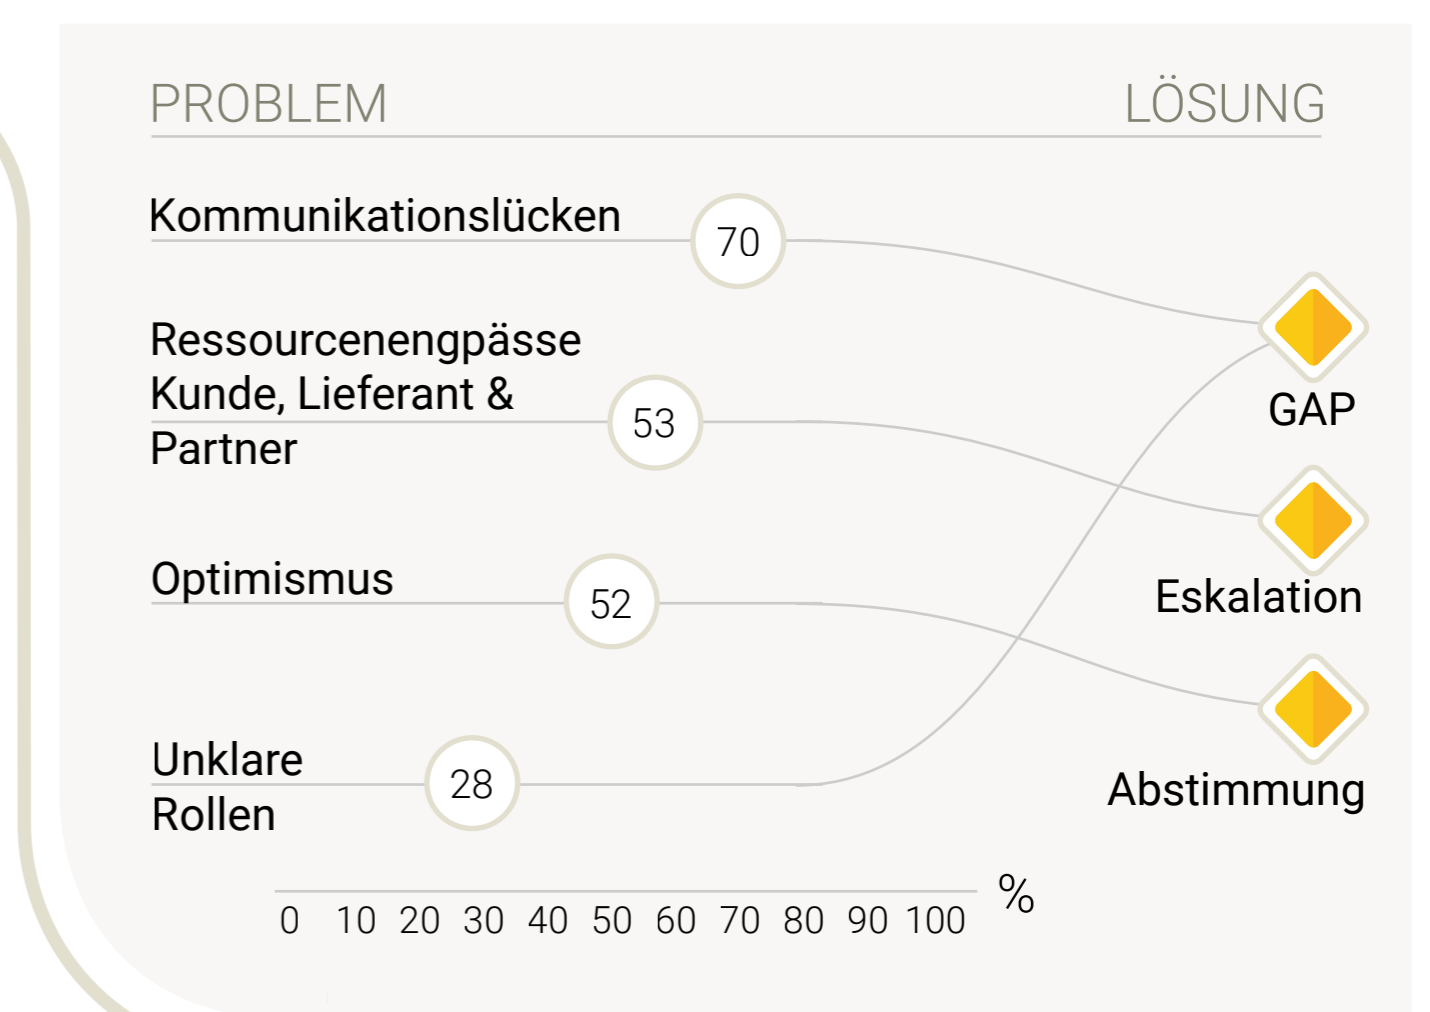 PROBLEM
LÖSUNG
Kommunikationslücken
70
Ressourcenengpässe
Kunde, Lieferant &
Partner
53
GAP
Optimismus
52
Eskalation
Unklare
Rollen
28
Abstimmung
0 10 20 30 40 50 60 70 80 90 100 %